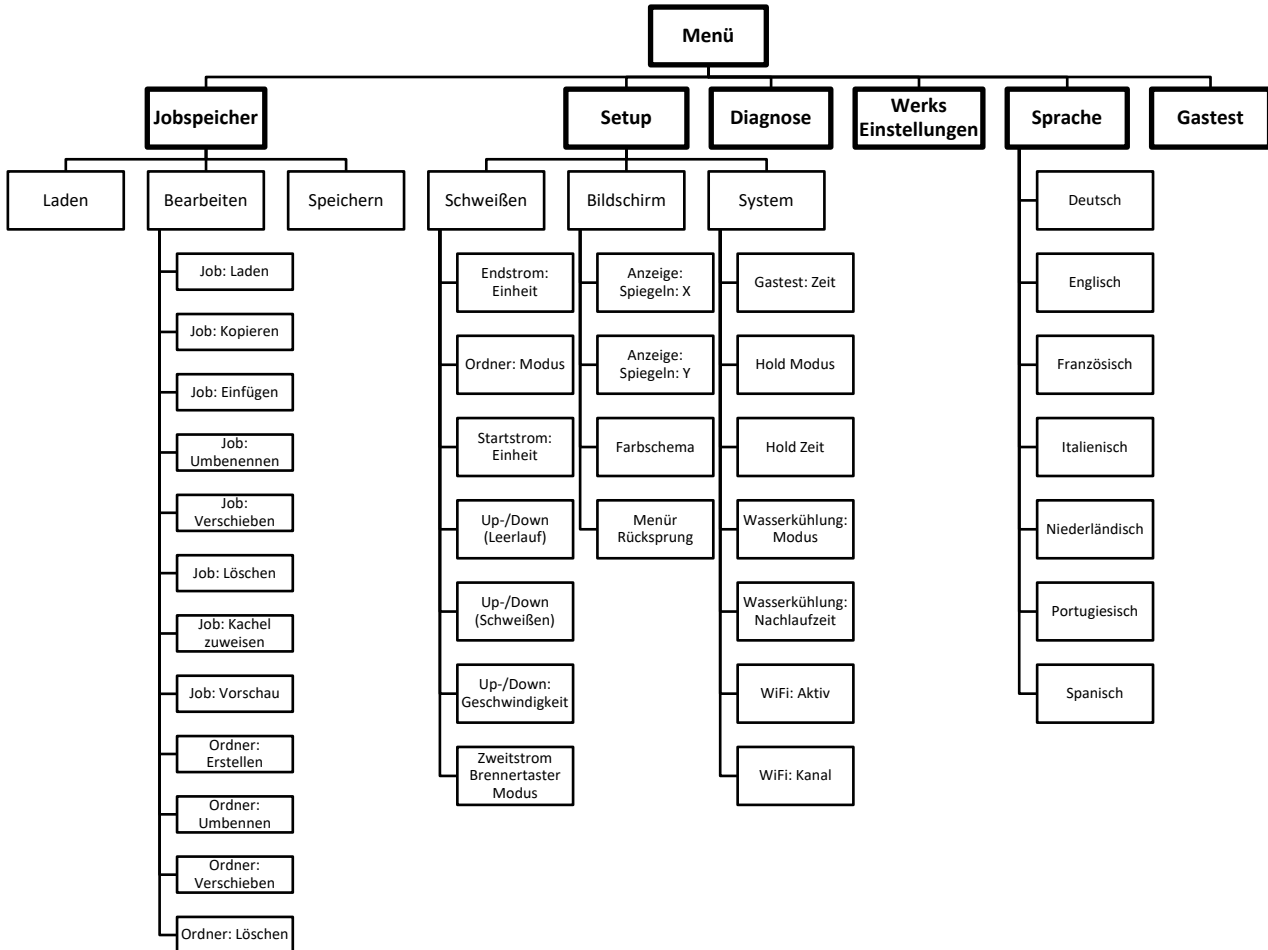 Menü
Jobspeicher
Setup
Diagnose
Werks
Einstellungen
Sprache
Gastest
Laden
Bearbeiten
Speichern
Schweißen
Bildschirm
System
Job: Laden
Job: Kopieren
Job: Einfügen
Job:
Umbenennen
Job:
Verschieben
Job: Löschen
Job: Kachel
zuweisen
Job: Vorschau
Ordner:
Erstellen
Ordner:
Umbennen
Ordner:
Verschieben
Ordner: Löschen
Endstrom:
Einheit
Ordner: Modus
Startstrom:
Einheit
Up-/Down
(Leerlauf)
Up-/Down
(Schweißen)
Up-/Down:
Geschwindigkeit
Zweitstrom
Brennertaster
Modus
Anzeige:
Spiegeln: X
Anzeige:
Spiegeln: Y
Farbschema
Menür
Rücksprung
Gastest: Zeit
Hold Modus
Hold Zeit
Wasserkühlung:
Modus
Wasserkühlung:
Nachlaufzeit
WiFi: Aktiv
WiFi: Kanal
Deutsch
Englisch
Französisch
Italienisch
Niederländisch
Portugiesisch
Spanisch